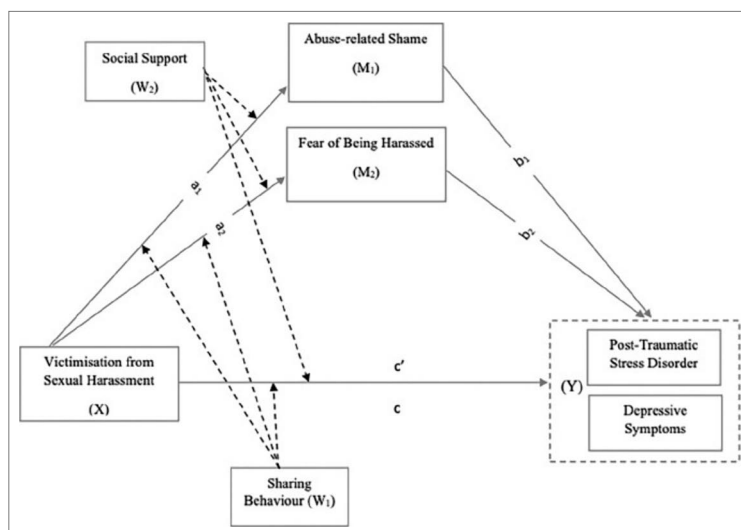 Abuse-related Shame
(M₁)
Social Support
(W₂)
Fear of Being Harassed
(M₂)
a₁
a₂
b₁
b₂
Victimisation from
Sexual Harassment
(X)
c'
c
(Y)
Post-Traumatic
Stress Disorder
Depressive
Symptoms
Sharing
Behaviour (W₁)